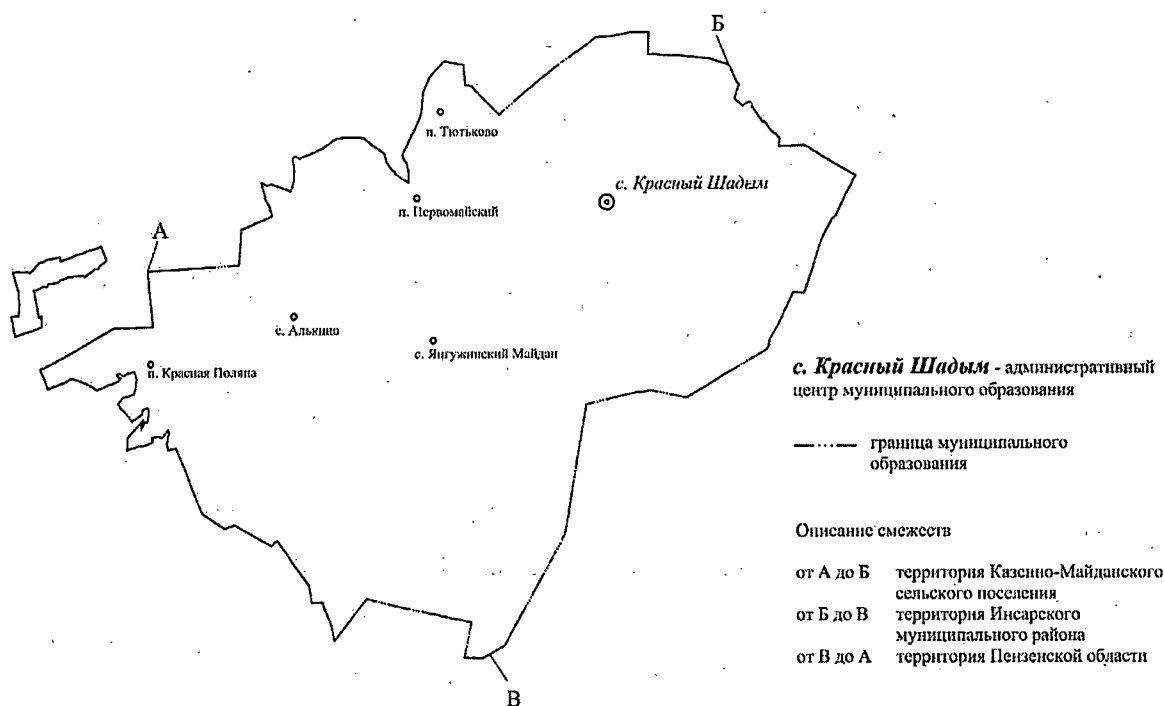 Б
п. Тютьково
с. Красный Шадым
п. Первомайский
А
с. Алькино
с. Янгужинский Майдан
п. Красная Поляна
с. Красный Шадым - административный
центр муниципального образования
граница муниципального
образования
Описание смежеств
от А до Б территория Казеино-Майданского
сельского поселения
от Б до В территория Инсарского
муниципального района
от В до А территория Пензенской области
В